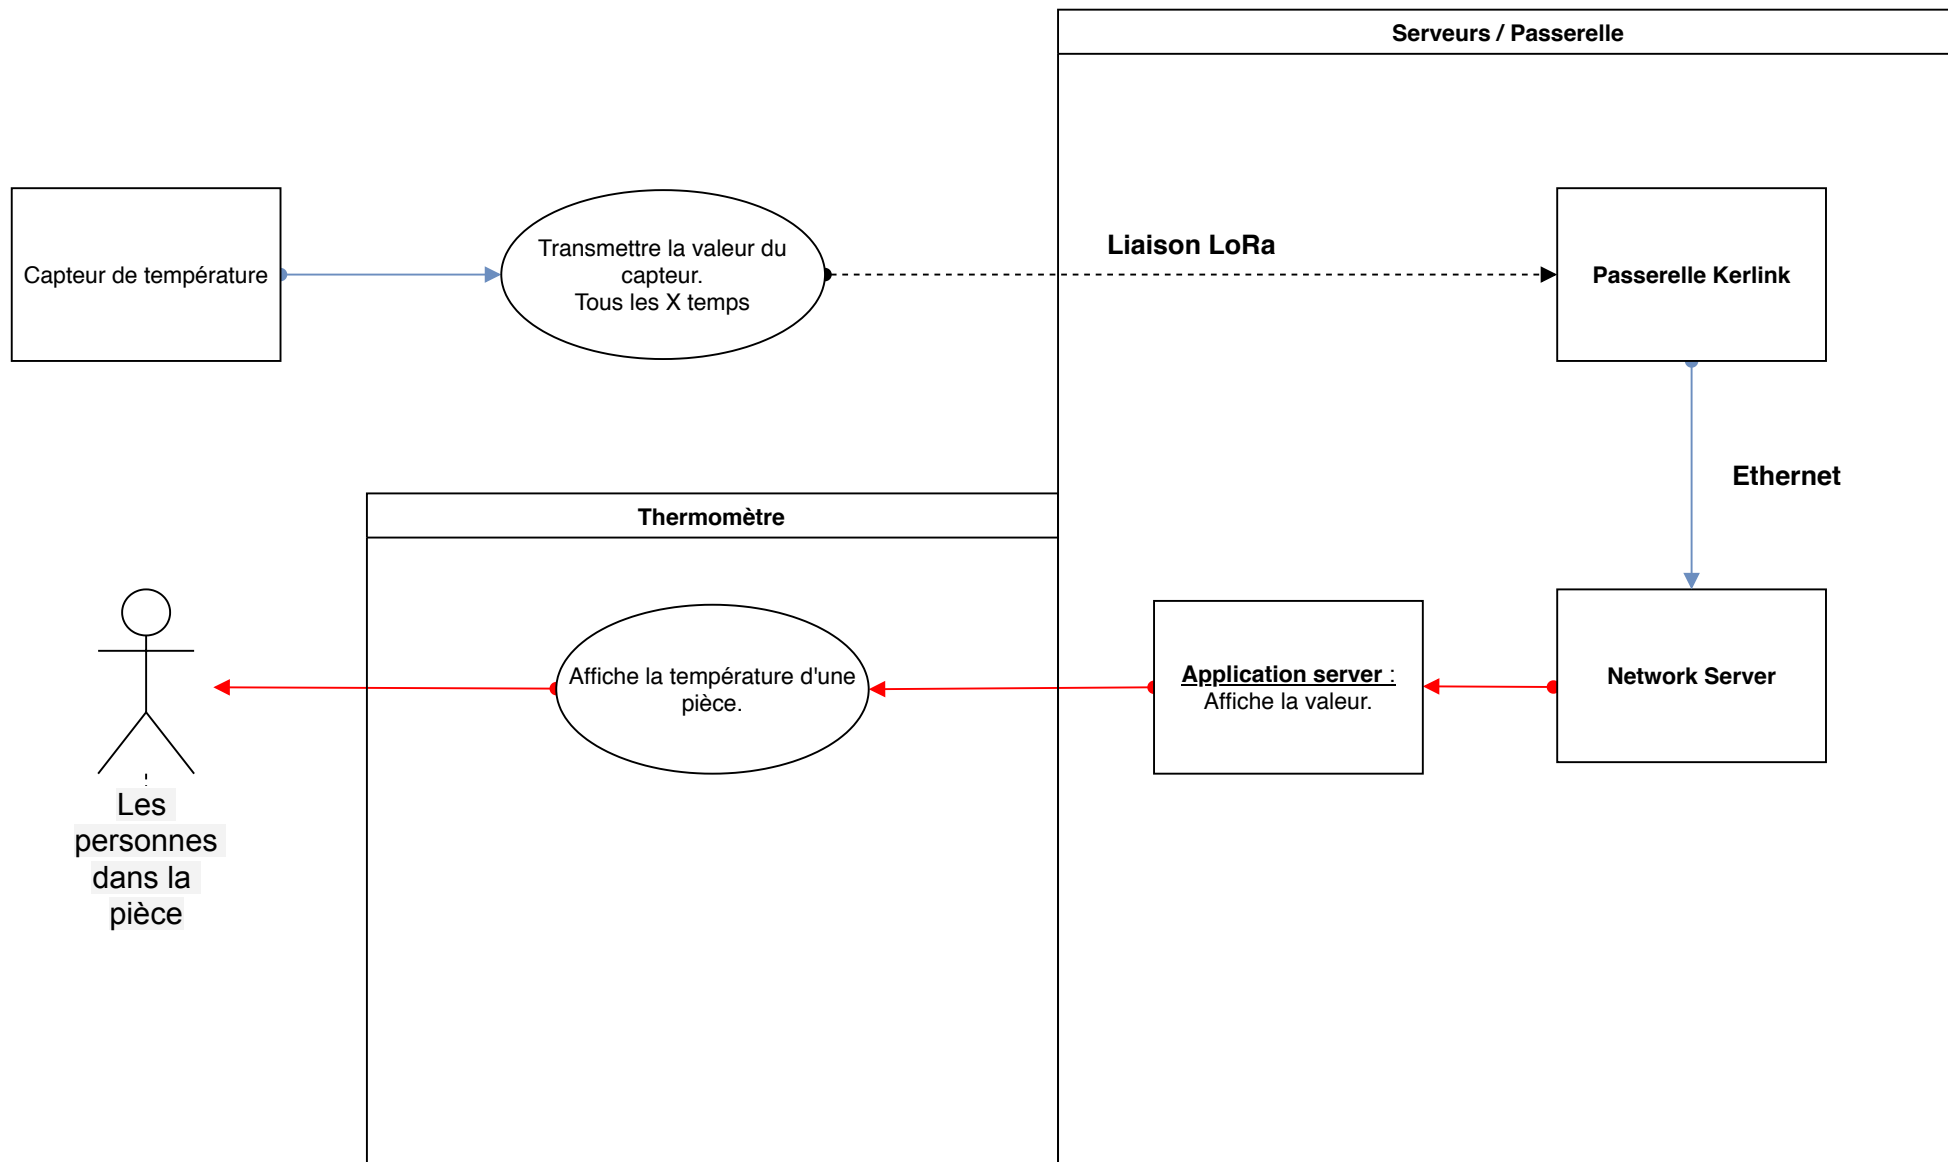 Serveurs / Passerelle
Capteur de température
Transmettre la valeur du
capteur.
Tous les X temps
Liaison LoRa
Passerelle Kerlink
Ethernet
Thermomètre
Affiche la température d'une
pièce.
Application server :
Affiche la valeur.
Network Server
Les
personnes
dans la
pièce